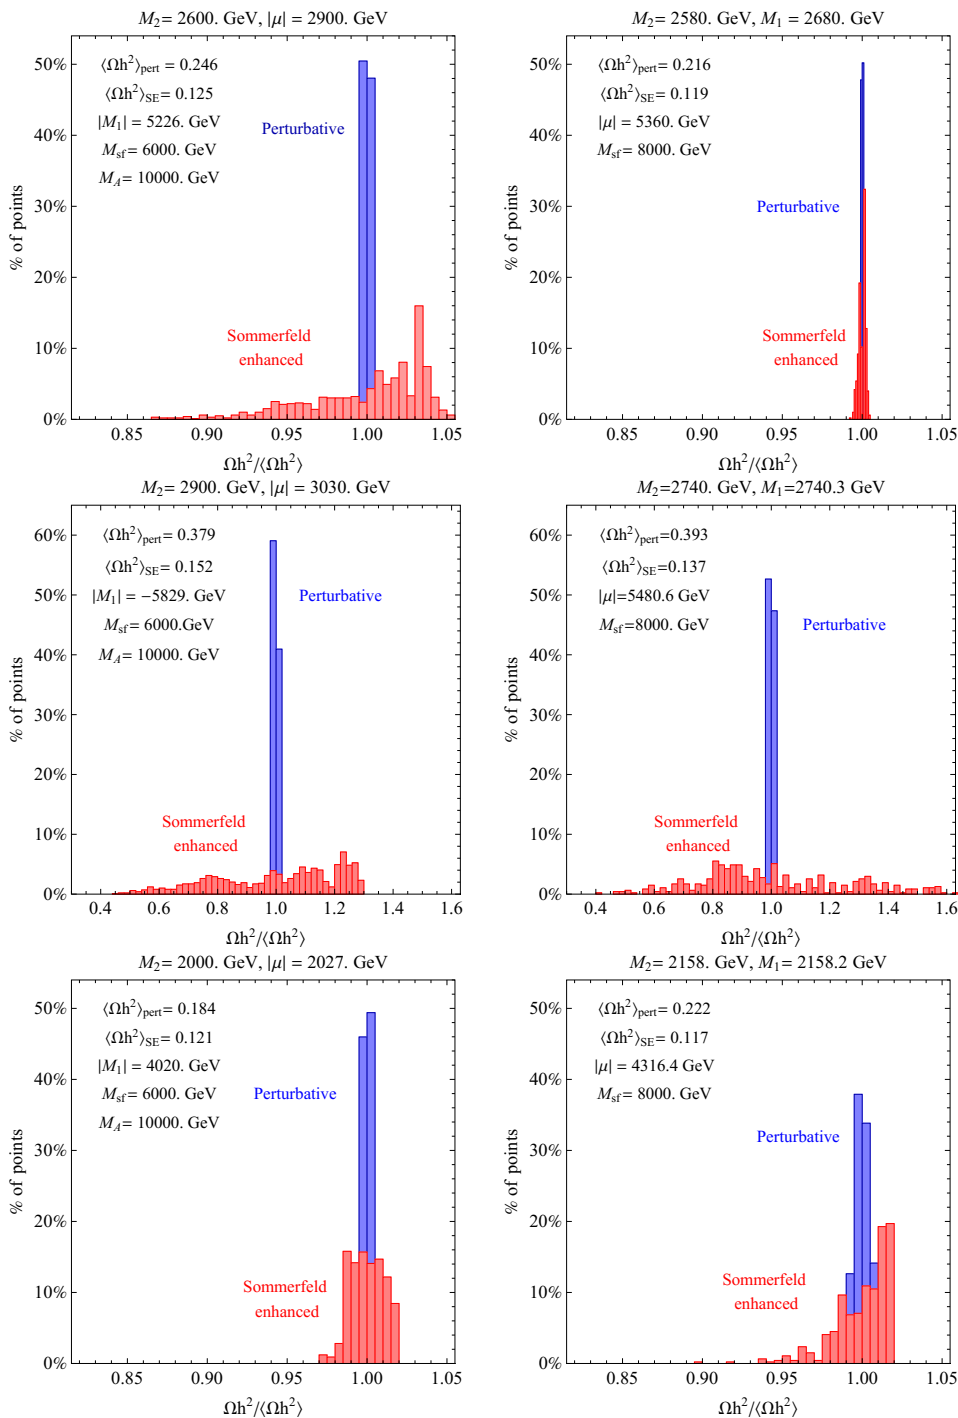 M₂= 2600. GeV, |μ| = 2900. GeV
50%
40%
30%
20%
10%
0%
% of points
⟨Ωh²⟩pert = 0.246
⟨Ωh²⟩SE = 0.125
|M₁| = 5226. GeV
Msf = 6000. GeV
MA = 10000. GeV
Perturbative
Sommerfeld
enhanced
0.85 0.90 0.95 1.00 1.05
Ωh²/⟨Ωh²⟩
M₂= 2580. GeV, M₁ = 2680. GeV
50%
40%
30%
20%
10%
0%
% of points
⟨Ωh²⟩pert = 0.216
⟨Ωh²⟩SE = 0.119
|μ| = 5360. GeV
Msf = 8000. GeV
Perturbative
Sommerfeld
enhanced
0.85 0.90 0.95 1.00 1.05
Ωh²/⟨Ωh²⟩
M₂= 2900. GeV, |μ| = 3030. GeV
60%
50%
40%
30%
20%
10%
0%
% of points
⟨Ωh²⟩pert = 0.379
⟨Ωh²⟩SE = 0.152
|M₁| = −5829. GeV
Msf = 6000.GeV
MA = 10000. GeV
Perturbative
Sommerfeld
enhanced
0.4 0.6 0.8 1.0 1.2 1.4 1.6
Ωh²/⟨Ωh²⟩
M₂=2740. GeV, M₁=2740.3 GeV
60%
50%
40%
30%
20%
10%
0%
% of points
⟨Ωh²⟩pert=0.393
⟨Ωh²⟩SE=0.137
|μ|=5480.6 GeV
Msf=8000. GeV
Perturbative
Sommerfeld
enhanced
0.4 0.6 0.8 1.0 1.2 1.4 1.6
Ωh²/⟨Ωh²⟩
M₂= 2000. GeV, |μ| = 2027. GeV
50%
40%
30%
20%
10%
0%
% of points
⟨Ωh²⟩pert= 0.184
⟨Ωh²⟩SE= 0.121
|M₁| = 4020. GeV
Msf= 6000. GeV
MA= 10000. GeV
Perturbative
Sommerfeld
enhanced
0.85 0.90 0.95 1.00 1.05
Ωh²/⟨Ωh²⟩
M₂= 2158. GeV, M₁= 2158.2 GeV
50%
40%
30%
20%
10%
0%
% of points
⟨Ωh²⟩pert= 0.222
⟨Ωh²⟩SE= 0.117
|μ| = 4316.4 GeV
Msf= 8000. GeV
Perturbative
Sommerfeld
enhanced
0.85 0.90 0.95 1.00 1.05
Ωh²/⟨Ωh²⟩